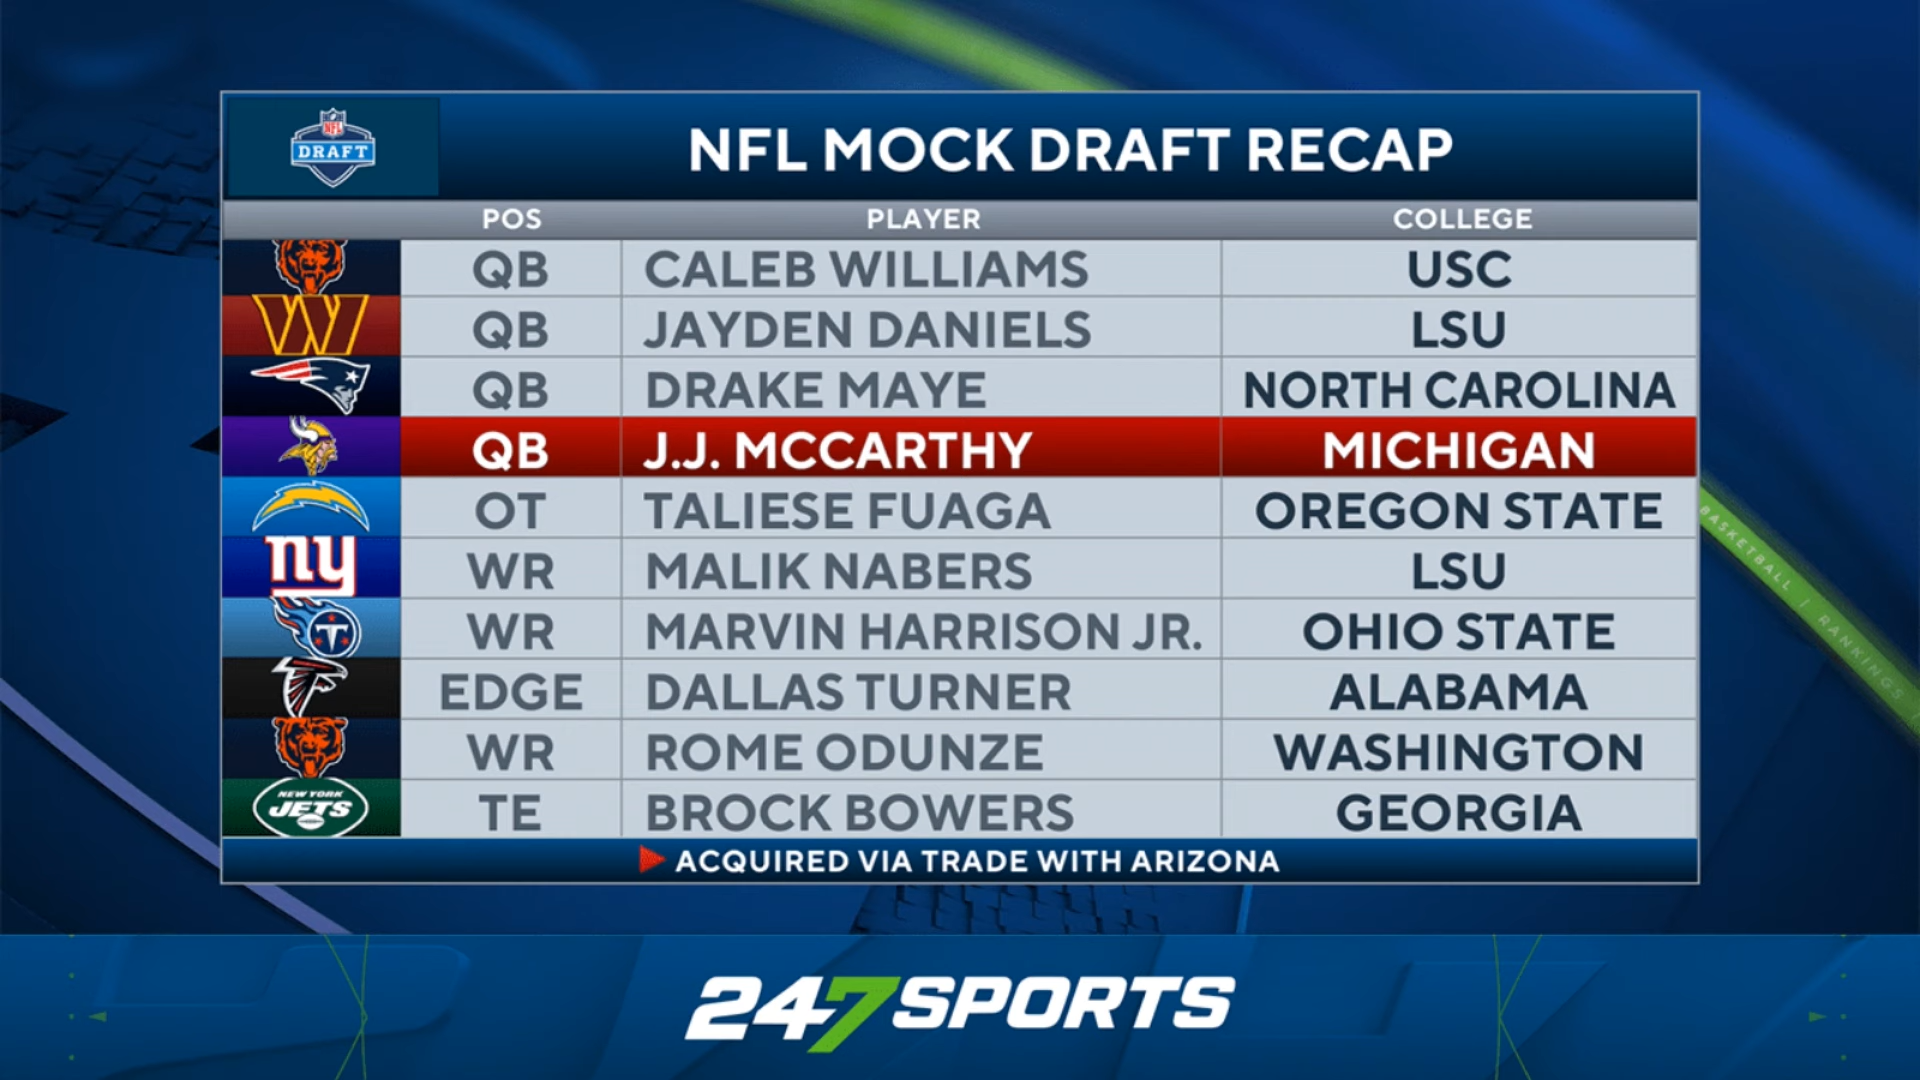 NFL
DRAFT
NFL MOCK DRAFT RECAP
POS PLAYER COLLEGE
QB CALEB WILLIAMS USC
W QB JAYDEN DANIELS LSU
QB DRAKE MAYE NORTH CAROLINA
QB J.J. MCCARTHY MICHIGAN
OT TALIESE FUAGA OREGON STATE
ny WR MALIK NABERS LSU
T WR MARVIN HARRISON JR. OHIO STATE
EDGE DALLAS TURNER ALABAMA
WR ROME ODUNZE WASHINGTON
NEW YORK
JETS TE BROCK BOWERS GEORGIA
ACQUIRED VIA TRADE WITH ARIZONA
BASKETBALL / RANKINGS
247SPORTS